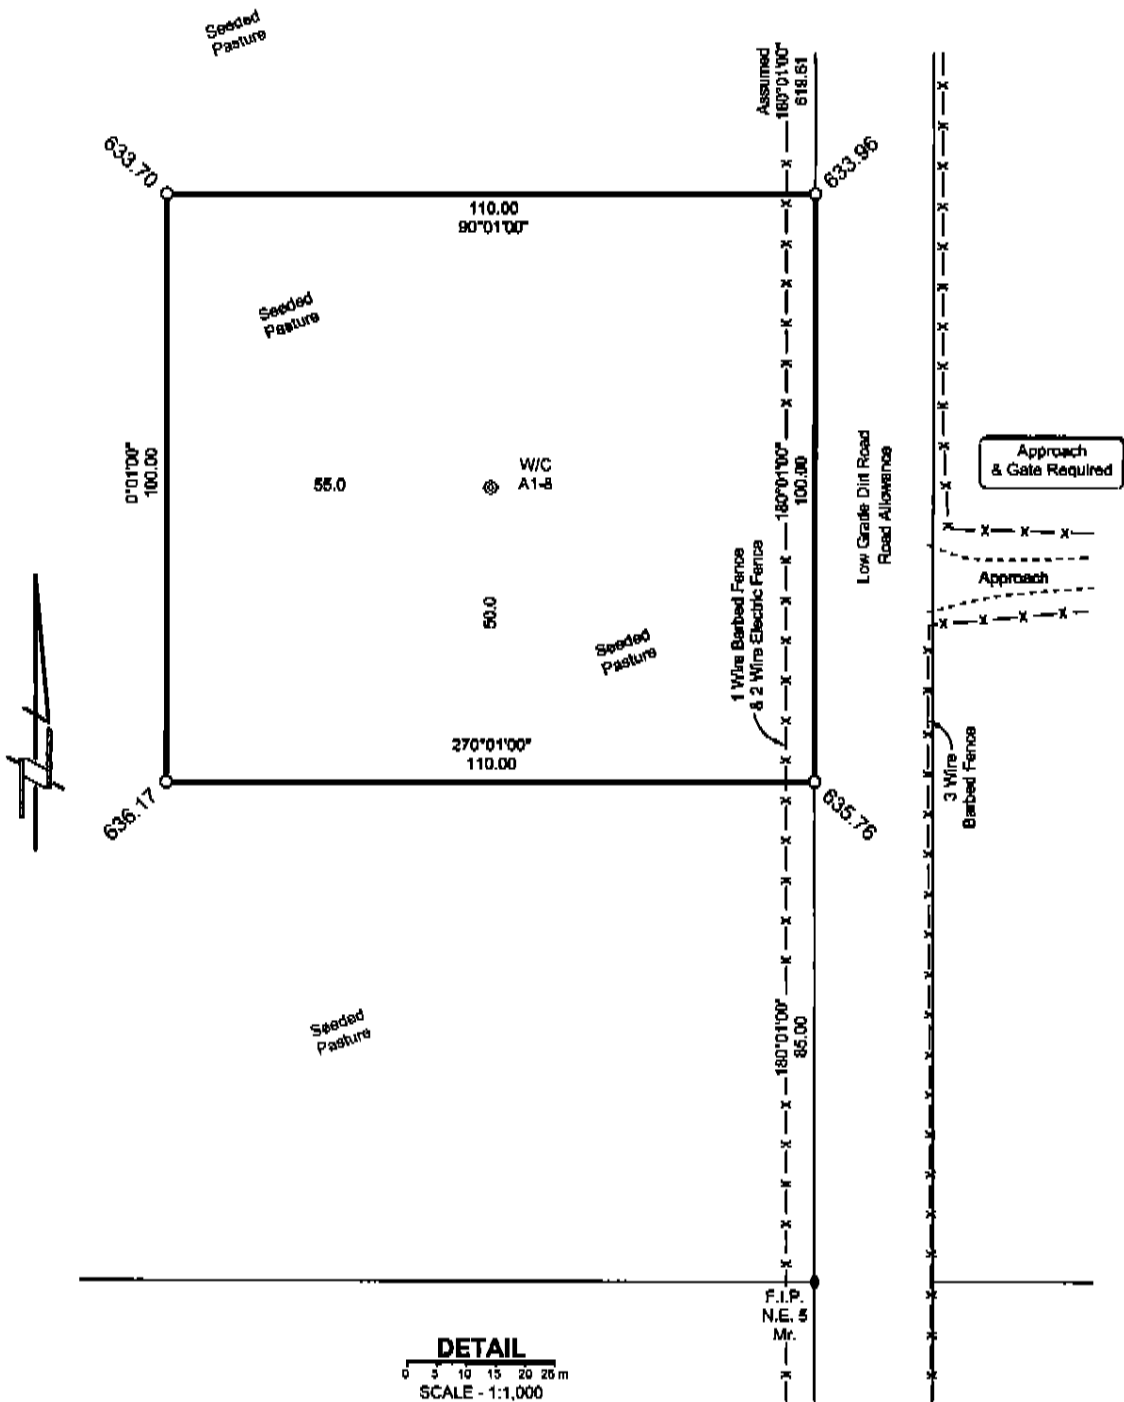 Seeded
Pasture
Assumed
180°01'00"
618.61
633.70
633.96
110.00
90°01'00"
Seeded
Pasture
0°01'00"
100.00
55.0
W/C
A1-8
50.0
180°01'00"
100.00
Low Grade Dirt Road
Road Allowance
Approach
& Gate Required
Approach
1 Wire Barbed Fence
& 2 Wire Electric Fence
Seeded
Pasture
270°01'00"
110.00
636.17
635.76
3 Wire
Barbed Fence
Seeded
Pasture
180°01'00"
85.00
F.I.P.
N.E. 5
Mr.
DETAIL
0 5 10 15 20 25 m
SCALE - 1:1,000